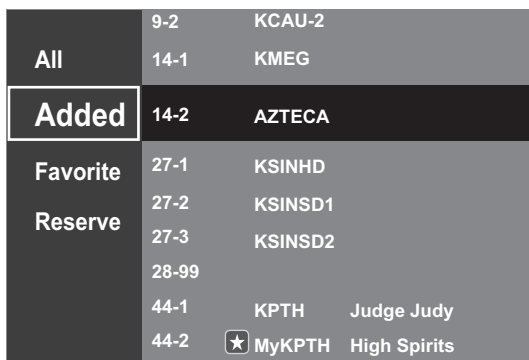 All
Added
Favorite
Reserve
9-2 KCAU-2
14-1 KMEG
14-2 AZTECA
27-1 KSINHD
27-2 KSINSD1
27-3 KSINSD2
28-99
44-1 KPTH Judge Judy
44-2 MyKPTH High Spirits